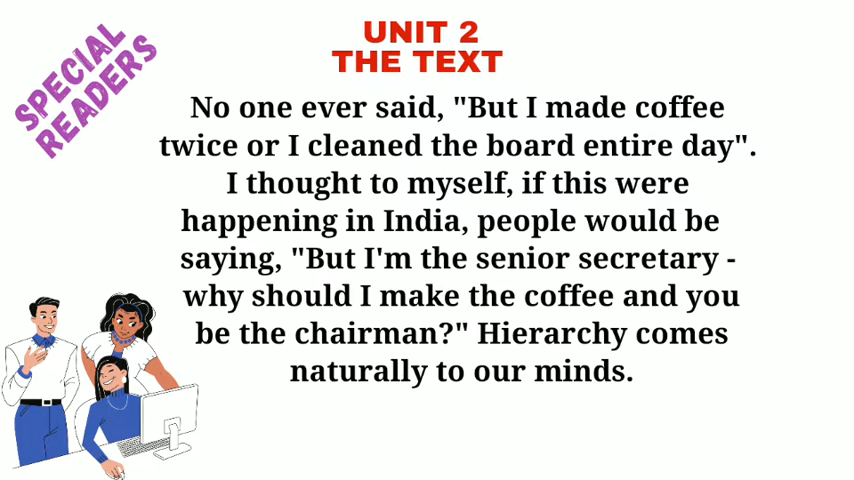 SPECIAL
READERS
UNIT 2
THE TEXT
No one ever said, "But I made coffee
twice or I cleaned the board entire day".
I thought to myself, if this were
happening in India, people would be
saying, "But I'm the senior secretary -
why should I make the coffee and you
be the chairman?" Hierarchy comes
naturally to our minds.